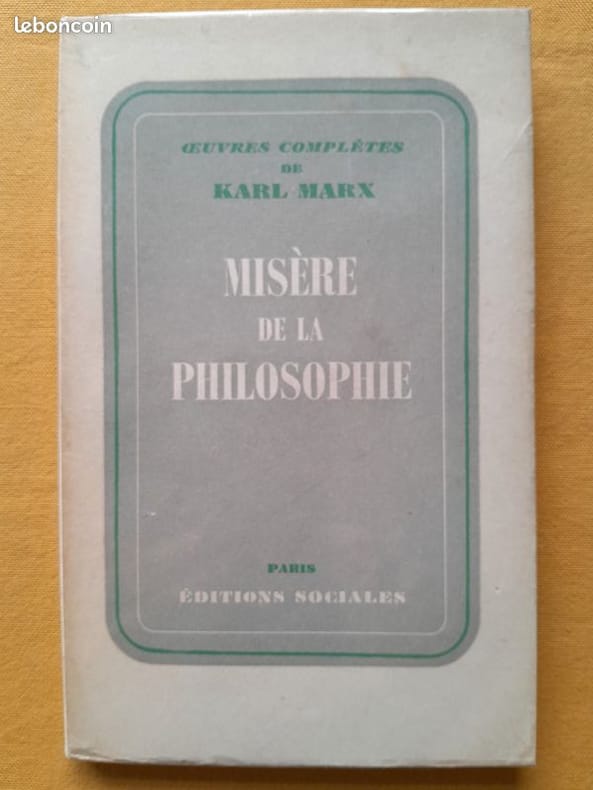 leboncoin
ŒUVRES COMPLÈTES
DE
KARL MARX
MISÈRE
DE LA
PHILOSOPHIE
PARIS
ÉDITIONS SOCIALES